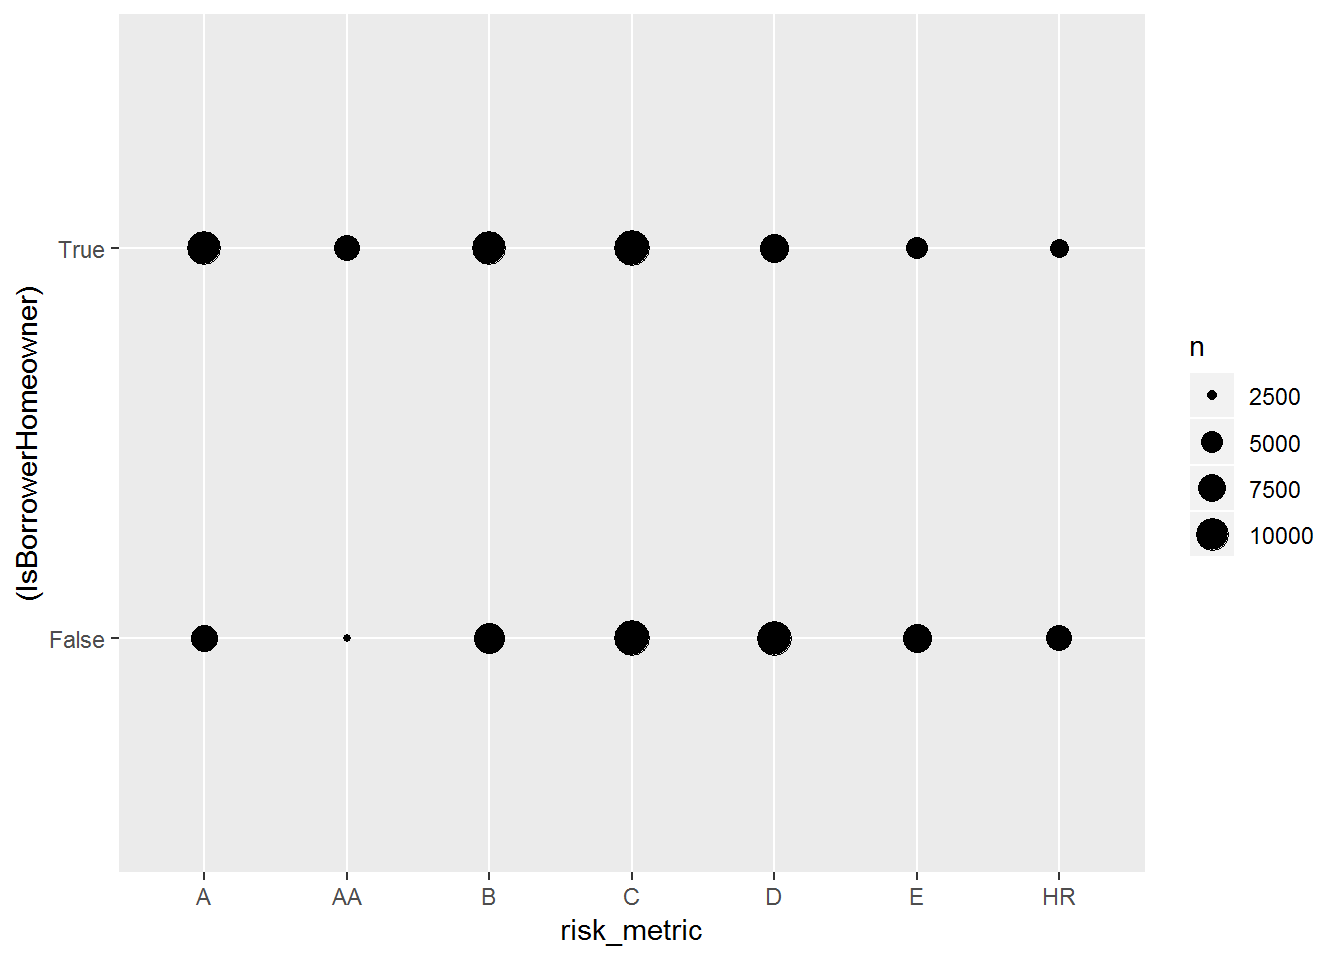 (IsBorrowerHomeowner)
True
False
A AA B C D E HR
risk_metric
n
2500
5000
7500
10000